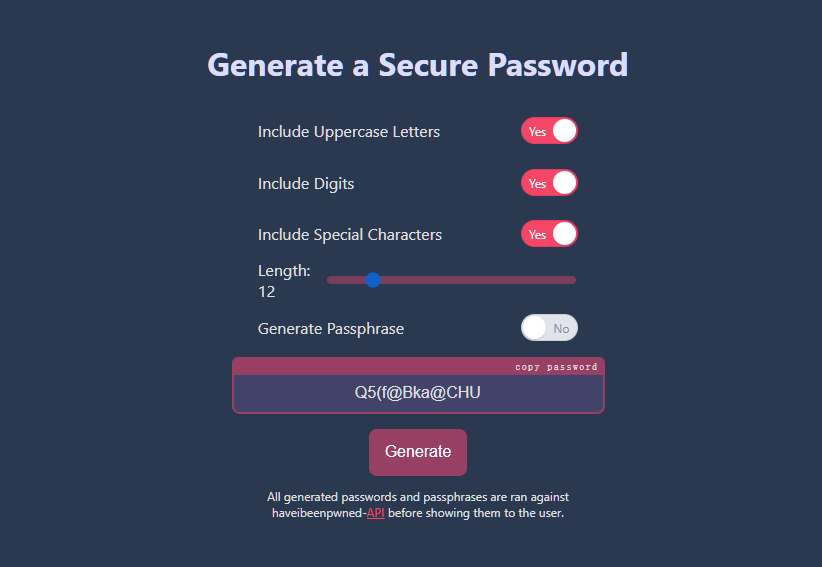 Generate a Secure Password
Include Uppercase Letters Yes
Include Digits Yes
Include Special Characters Yes
Length:
12
Generate Passphrase No
copy password
Q5(f@Bka@CHU
Generate
All generated passwords and passphrases are ran against
haveibeenpwned-API before showing them to the user.